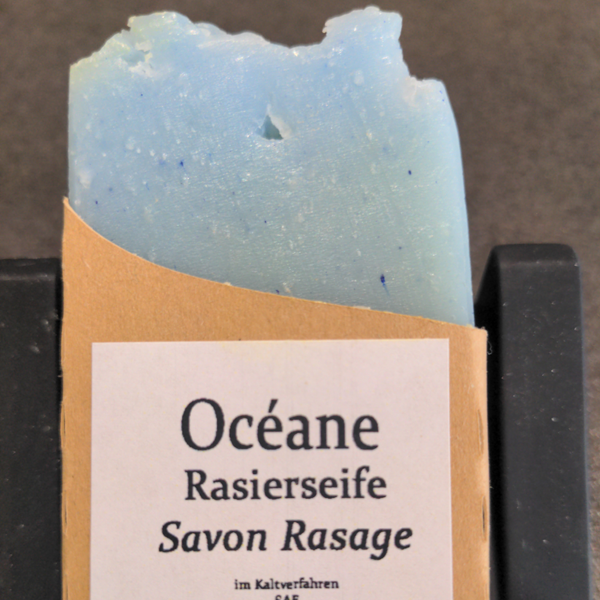 Océane
Rasierseife
Savon Rasage
im Kaltverfahren